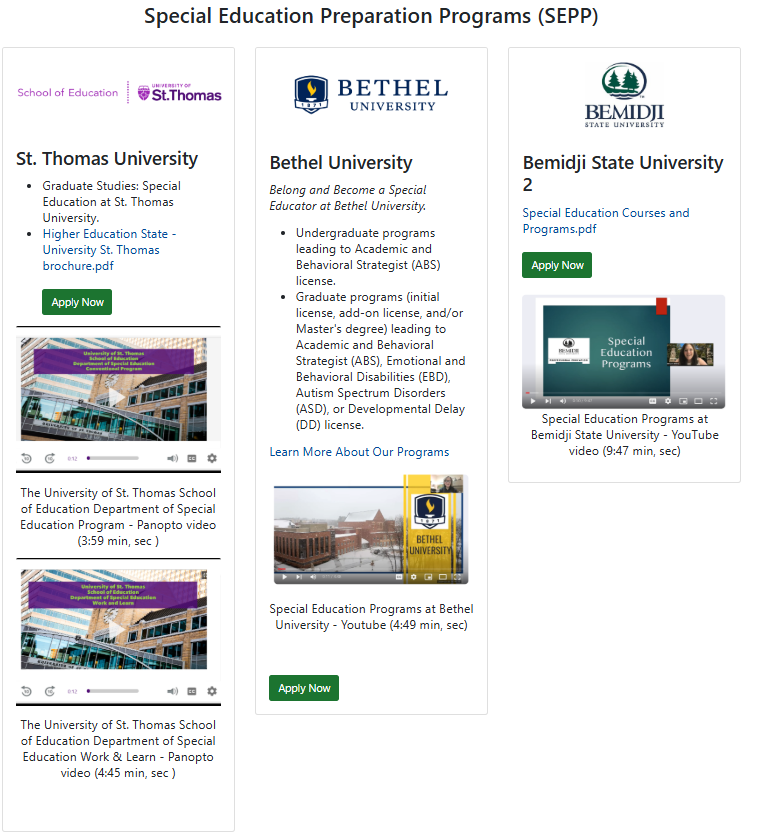 Special Education Preparation Programs (SEPP)
School of Education
UNIVERSITY OF
St.Thomas
St. Thomas University
Graduate Studies: Special
Education at St. Thomas
University.
Higher Education State -
University St. Thomas
brochure.pdf
Apply Now
University of St. Thomas
School of Education
Department of Special Education
Conventional Program
0:12
The University of St. Thomas School
of Education Department of Special
Education Program - Panopto video
(3:59 min, sec )
University of St. Thomas
School of Education
Department of Special Education
Work and Learn
0:12
The University of St. Thomas School
of Education Department of Special
Education Work & Learn - Panopto
video (4:45 min, sec )
1871
BETHEL
UNIVERSITY
Bethel University
Belong and Become a Special
Educator at Bethel University.
Undergraduate programs
leading to Academic and
Behavioral Strategist (ABS)
license.
Graduate programs (initial
license, add-on license, and/or
Master's degree) leading to
Academic and Behavioral
Strategist (ABS), Emotional and
Behavioral Disabilities (EBD),
Autism Spectrum Disorders
(ASD), or Developmental Delay
(DD) license.
Learn More About Our Programs
1871
BETHEL
UNIVERSITY
Special Education Programs at Bethel
University - Youtube (4:49 min, sec)
Apply Now
BEMIDJI
STATE UNIVERSITY
Bemidji State University
2
Special Education Courses and
Programs.pdf
Apply Now
BEMIDJI
Special
Education
Programs
Special Education Programs at
Bemidji State University - YouTube
video (9:47 min, sec)